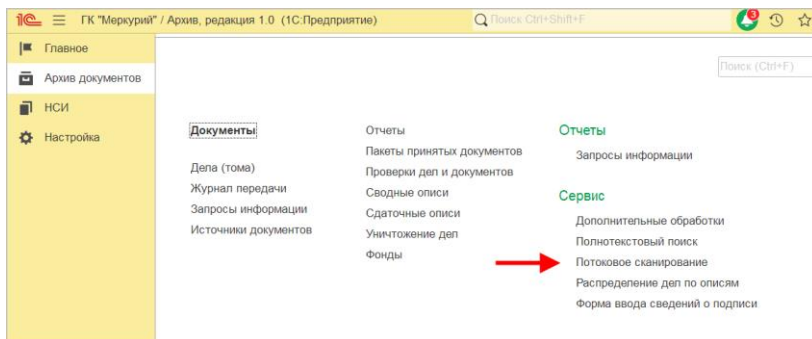 1С ГК "Меркурий" / Архив, редакция 1.0 (1С:Предприятие) Поиск Ctrl+Shift+F 3
Главное
Архив документов
НСИ
Настройка
Поиск (Ctrl+F)
Документы
Дела (тома)
Журнал передачи
Запросы информации
Источники документов
Отчеты
Пакеты принятых документов
Проверки дел и документов
Сводные описи
Сдаточные описи
Уничтожение дел
Фонды
Отчеты
Запросы информации
Сервис
Дополнительные обработки
Полнотекстовый поиск
Потоковое сканирование
Распределение дел по описям
Форма ввода сведений о подписи